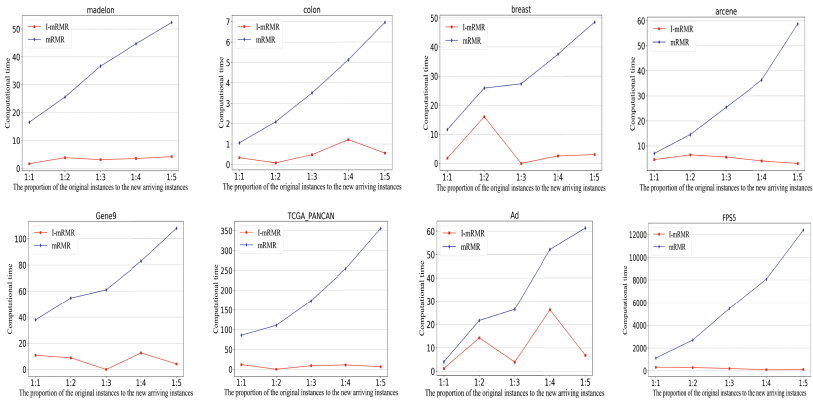 madelon
I-mRMR
mRMR
Computational time
50
40
30
20
10
0
1:1 1:2 1:3 1:4 1:5
The proportion of the original instances to the new arriving instances
colon
I-mRMR
mRMR
Computational time
7
6
5
4
3
2
1
0
1:1 1:2 1:3 1:4 1:5
The proportion of the original instances to the new arriving instances
breast
I-mRMR
mRMR
Computational time
50
40
30
20
10
0
1:1 1:2 1:3 1:4 1:5
The proportion of the original instances to the new arriving instances
arcene
I-mRMR
mRMR
Computational time
60
50
40
30
20
10
1:1 1:2 1:3 1:4 1:5
The proportion of the original instances to the new arriving instances
Gene9
I-mRMR
mRMR
Computational time
100
80
60
40
20
0
1:1 1:2 1:3 1:4 1:5
The proportion of the original instances to the new arriving instances
TCGA_PANCAN
I-mRMR
mRMR
Computational time
350
300
250
200
150
100
50
0
1:1 1:2 1:3 1:4 1:5
The proportion of the original instances to the new arriving instances
Ad
I-mRMR
mRMR
Computational time
60
50
40
30
20
10
0
1:1 1:2 1:3 1:4 1:5
The proportion of the original instances to the new arriving instances
FPS5
I-mRMR
mRMR
Computational time
12000
10000
8000
6000
4000
2000
0
1:1 1:2 1:3 1:4 1:5
The proportion of the original instances to the new arriving instances